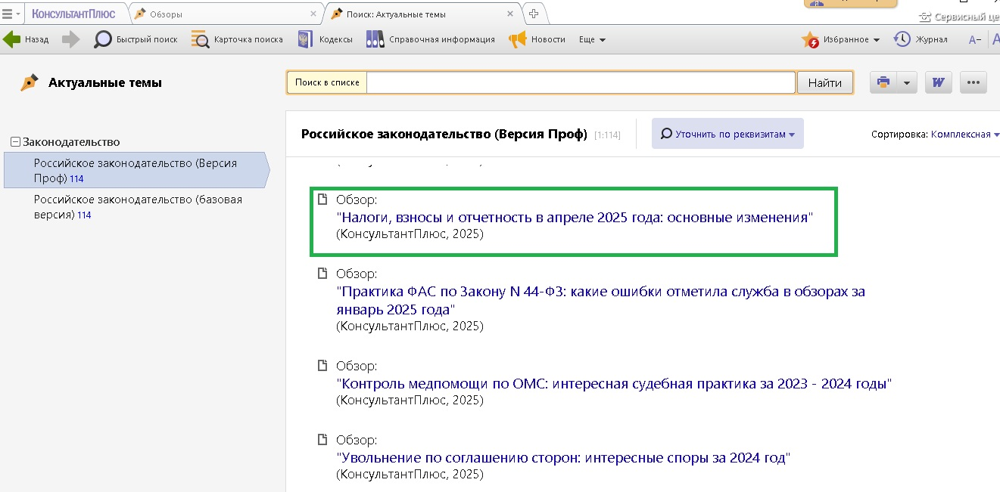 КонсультантПлюс
Обзоры
Поиск: Актуальные темы
Сервисный це
Назад
Быстрый поиск
Карточка поиска
Кодексы
Справочная информация
Новости
Еще
Избранное
Журнал
А−
Актуальные темы
Поиск в списке
Найти
W
Законодательство
Российское законодательство (Версия
Проф) 114
Российское законодательство (базовая
версия) 114
Российское законодательство (Версия Проф) [1:114]
Уточнить по реквизитам
Сортировка: Комплексная
Обзор:
"Налоги, взносы и отчетность в апреле 2025 года: основные изменения"
(КонсультантПлюс, 2025)
Обзор:
"Практика ФАС по Закону N 44-ФЗ: какие ошибки отметила служба в обзорах за
январь 2025 года"
(КонсультантПлюс, 2025)
Обзор:
"Контроль медпомощи по ОМС: интересная судебная практика за 2023 - 2024 годы"
(КонсультантПлюс, 2025)
Обзор:
"Увольнение по соглашению сторон: интересные споры за 2024 год"
(КонсультантПлюс, 2025)